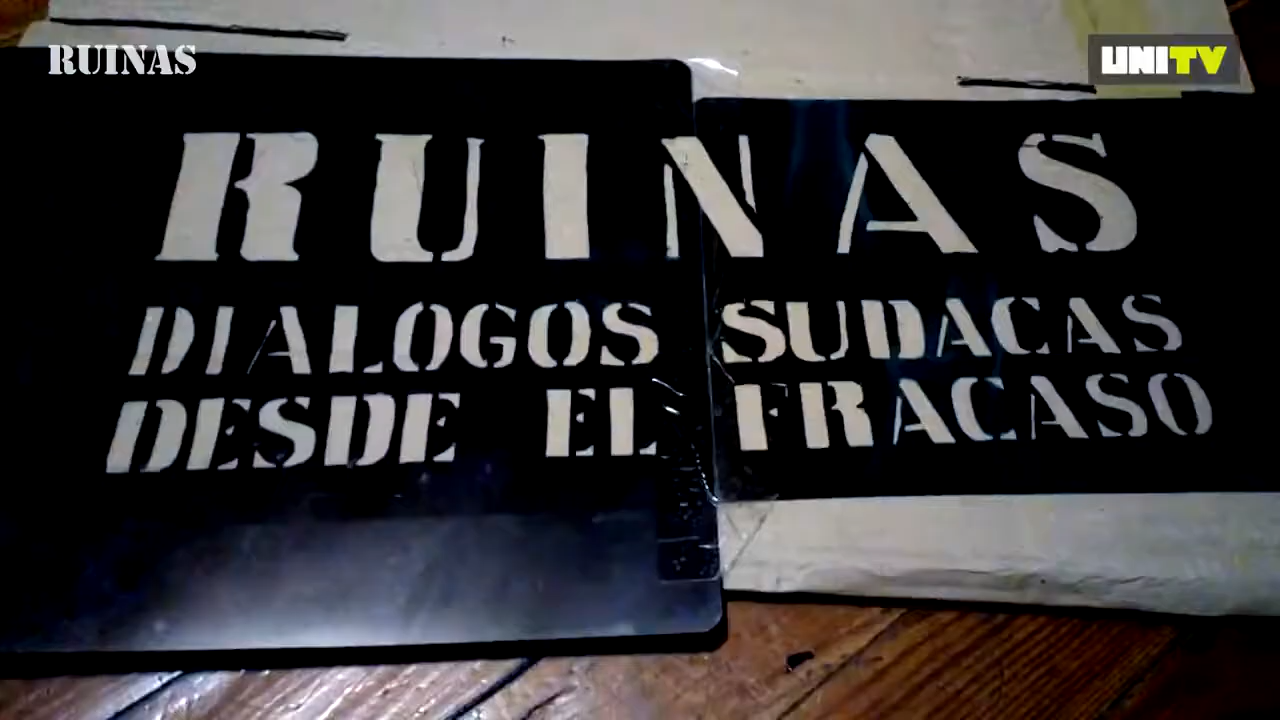 RUINAS
UNITV
RUINAS
DIALOGOS SUDACAS
DESDE EL FRACASO